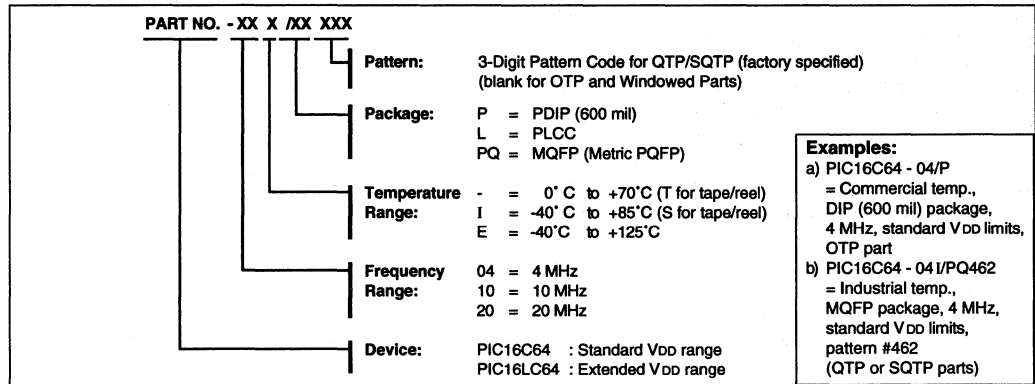 PART NO. - XX X /XX XXX
Pattern: 3-Digit Pattern Code for QTP/SQTP (factory specified)
(blank for OTP and Windowed Parts)
Package: P = PDIP (600 mil)
L = PLCC
PQ = MQFP (Metric PQFP)
Temperature - = 0˚ C to +70˚C (T for tape/reel)
Range: I = -40˚ C to +85˚C (S for tape/reel)
E = -40˚C to +125˚C
Frequency 04 = 4 MHz
Range: 10 = 10 MHz
20 = 20 MHz
Device: PIC16C64 : Standard VDD range
PIC16LC64 : Extended VDD range
Examples:
a) PIC16C64 - 04/P
= Commercial temp.,
DIP (600 mil) package,
4 MHz, standard VDD limits,
OTP part
b) PIC16C64 - 04 I/PQ462
= Industrial temp.,
MQFP package, 4 MHz,
standard VDD limits,
pattern #462
(QTP or SQTP parts)